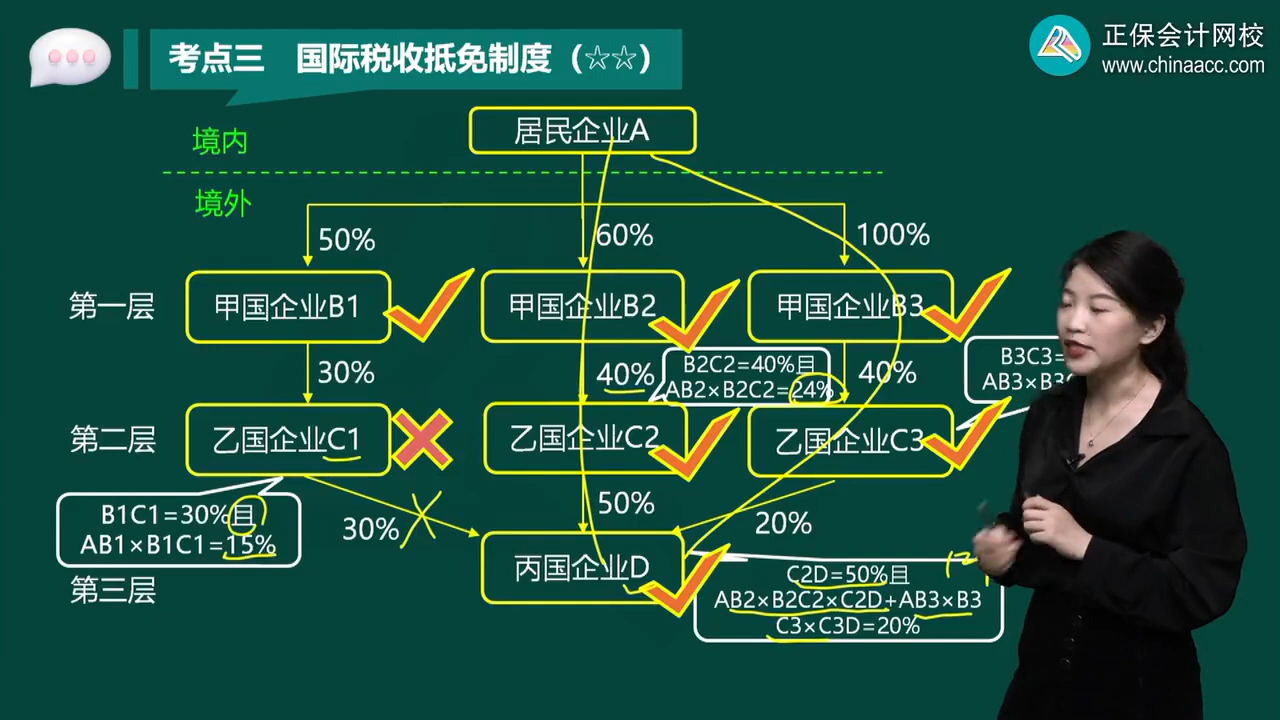 考点三 国际税收抵免制度（☆☆）
正保会计网校
www.chinaacc.com
居民企业A
境内
境外
50%
60%
100%
第一层
甲国企业B1
甲国企业B2
甲国企业B3
30%
40%
B2C2=40%且
AB2×B2C2=24%
40%
B3C3=
AB3×B3
第二层
乙国企业C1
乙国企业C2
乙国企业C3
B1C1=30%且
AB1×B1C1=15%
30%
50%
20%
第三层
丙国企业D
C2D=50%且
AB2×B2C2×C2D+AB3×B3
C3×C3D=20%